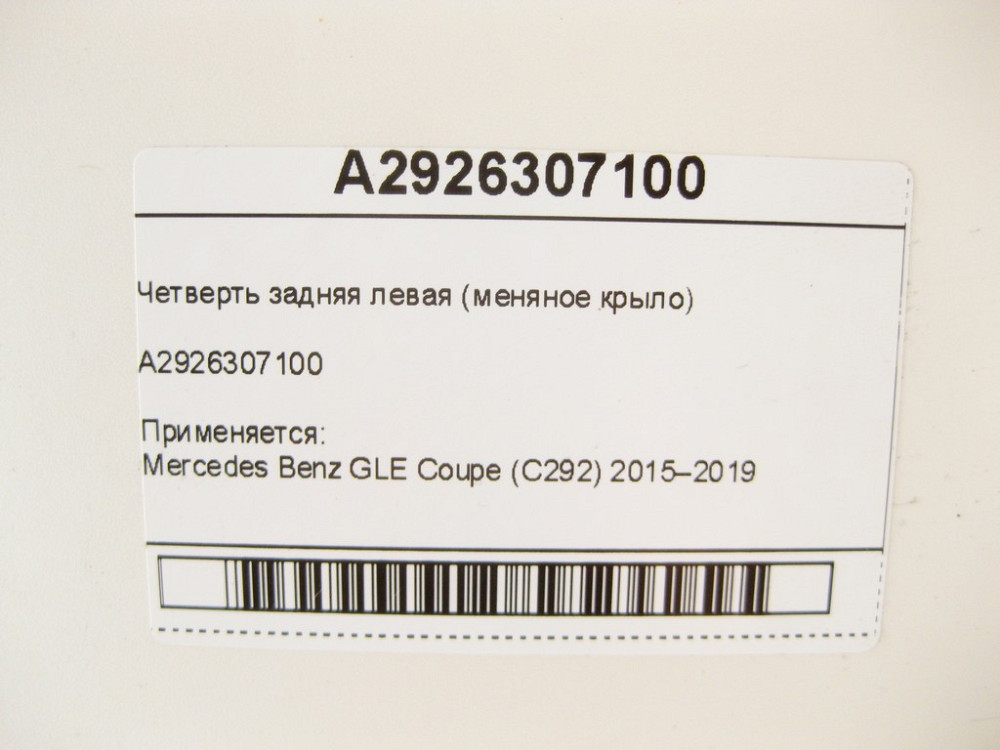 A2926307100
Четверть задняя левая (меняное крыло)
A2926307100
Применяется:
Mercedes Benz GLE Coupe (C292) 2015–2019